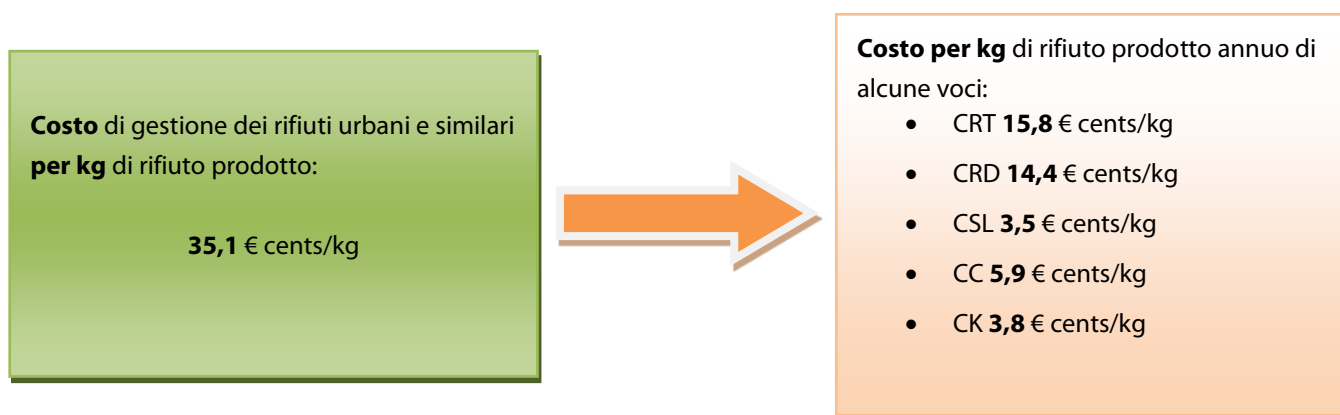 Costo di gestione dei rifiuti urbani e similari
per kg di rifiuto prodotto:
35,1 € cents/kg
Costo per kg di rifiuto prodotto annuo di
alcune voci:
• CRT 15,8 € cents/kg
• CRD 14,4 € cents/kg
• CSL 3,5 € cents/kg
• CC 5,9 € cents/kg
• CK 3,8 € cents/kg